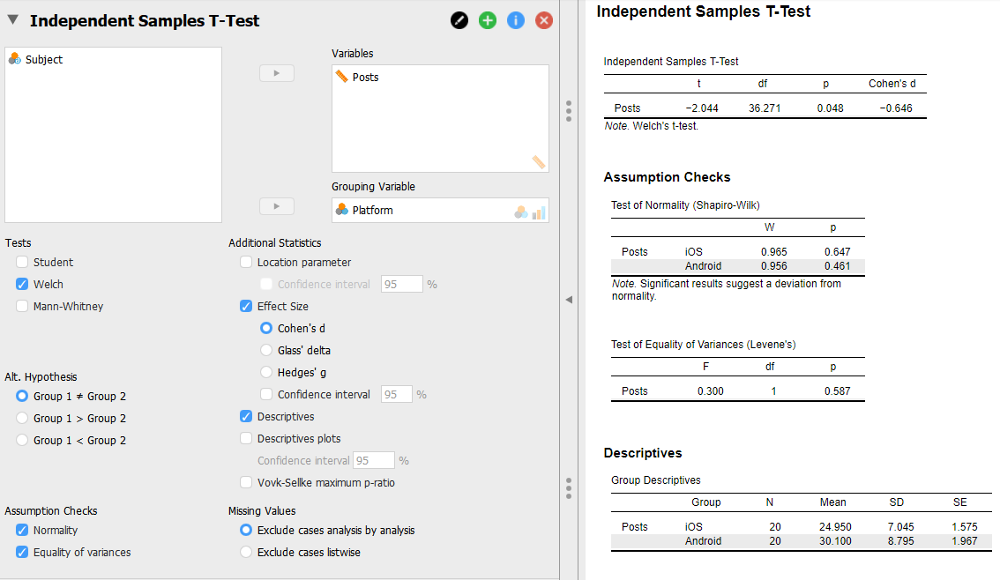 Independent Samples T-Test
Subject
Variables
Posts
Grouping Variable
Platform
Tests
Student
Welch
Mann-Whitney
Alt. Hypothesis
Group 1 ≠ Group 2
Group 1 > Group 2
Group 1 < Group 2
Assumption Checks
Normality
Equality of variances
Additional Statistics
Location parameter
Confidence interval 95 %
Effect Size
Cohen's d
Glass' delta
Hedges' g
Confidence interval 95 %
Descriptives
Descriptives plots
Confidence interval 95 %
Vovk-Sellke maximum p-ratio
Missing Values
Exclude cases analysis by analysis
Exclude cases listwise
Independent Samples T-Test
Independent Samples T-Test
t df p Cohen's d
Posts −2.044 36.271 0.048 −0.646
Note. Welch's t-test.
Assumption Checks
Test of Normality (Shapiro-Wilk)
W p
Posts iOS 0.965 0.647
Android 0.956 0.461
Note. Significant results suggest a deviation from
normality.
Test of Equality of Variances (Levene's)
F df p
Posts 0.300 1 0.587
Descriptives
Group Descriptives
Group N Mean SD SE
Posts iOS 20 24.950 7.045 1.575
Android 20 30.100 8.795 1.967